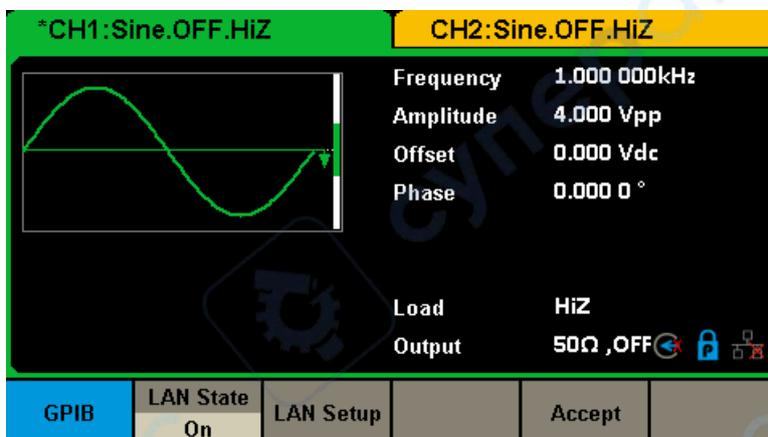 *CH1:Sine.OFF.HiZ CH2:Sine.OFF.HiZ
Frequency 1.000 000kHz
Amplitude 4.000 Vpp
Offset 0.000 Vdc
Phase 0.000 0 °
Load HiZ
Output 50Ω ,OFF
GPIB LAN State LAN Setup Accept
On